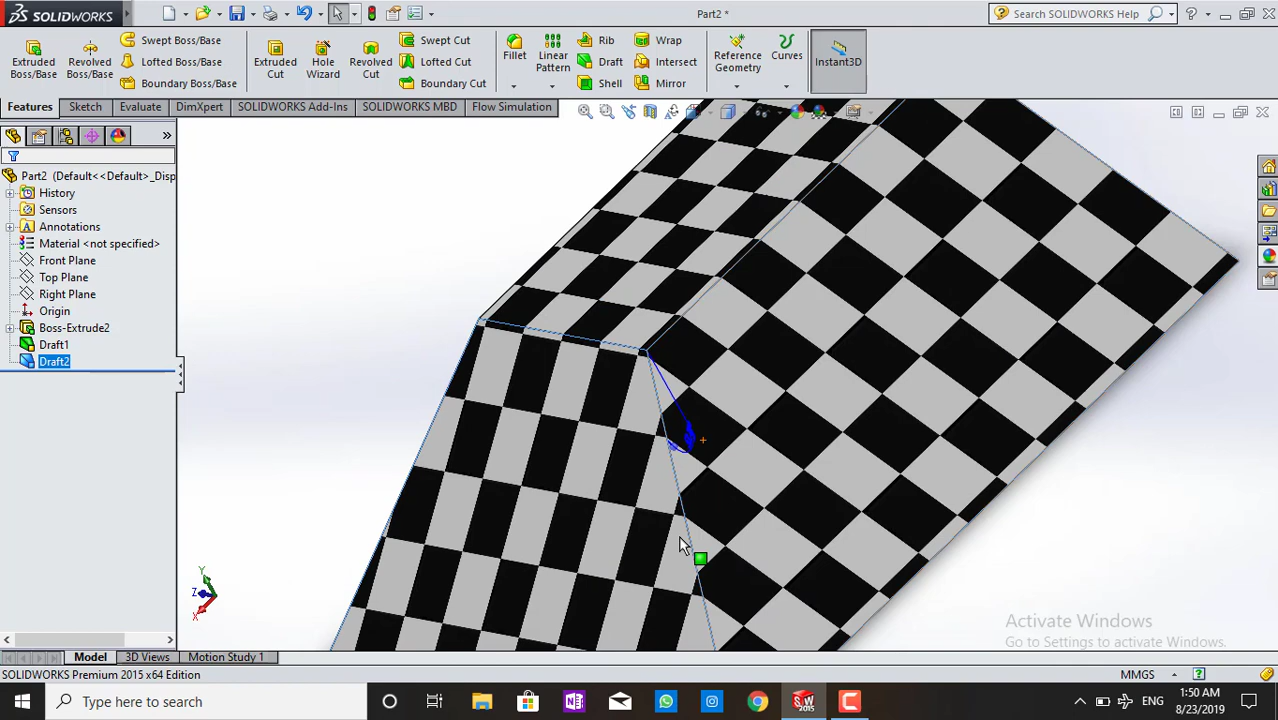 SOLIDWORKS
Part2 *
Search SOLIDWORKS Help
Extruded Boss/Base
Revolved Boss/Base
Swept Boss/Base
Lofted Boss/Base
Boundary Boss/Base
Extruded Cut
Hole Wizard
Revolved Cut
Swept Cut
Lofted Cut
Boundary Cut
Fillet
Linear Pattern
Rib
Draft
Shell
Wrap
Intersect
Mirror
Reference Geometry
Curves
Instant3D
Features
Sketch
Evaluate
DimXpert
SOLIDWORKS Add-Ins
SOLIDWORKS MBD
Flow Simulation
Part2 (Default<<Default>_Disp
History
Sensors
Annotations
Material <not specified>
Front Plane
Top Plane
Right Plane
Origin
Boss-Extrude2
Draft1
Draft2
Y
Z
X
Activate Windows
Go to Settings to activate Windows.
Model
3D Views
Motion Study 1
SOLIDWORKS Premium 2015 x64 Edition
MMGS
Type here to search
SW
2015
ENG
1:50 AM
8/23/2019